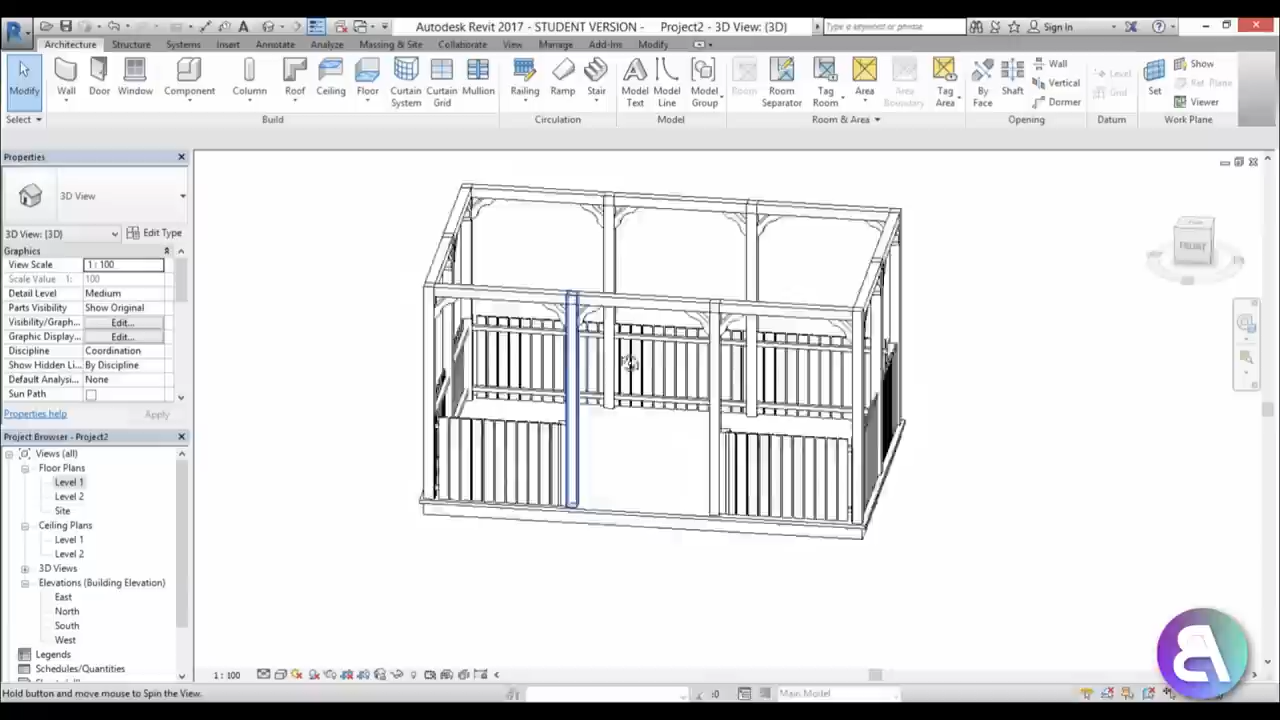 Autodesk Revit 2017 - STUDENT VERSION - Project2 - 3D View: {3D}
Type a keyword or phrase
Sign In
Architecture Structure Systems Insert Annotate Analyze Massing & Site Collaborate View Manage Add-Ins Modify
Modify Wall Door Window Component Column Roof Ceiling Floor Curtain System Curtain Grid Mullion Railing Ramp Stair Model Text Model Line Model Group Room Room Separator Tag Room Area Area Boundary Tag Area By Face Shaft Wall Vertical Dormer Level Grid Set Show Ref Plane Viewer
Select Build Circulation Model Room & Area Opening Datum Work Plane
Properties
3D View
3D View: {3D} Edit Type
Graphics
View Scale 1 : 100
Scale Value 1: 100
Detail Level Medium
Parts Visibility Show Original
Visibility/Graph... Edit...
Graphic Display... Edit...
Discipline Coordination
Show Hidden Li... By Discipline
Default Analysi... None
Sun Path
Properties help Apply
Project Browser - Project2
Views (all)
Floor Plans
Level 1
Level 2
Site
Ceiling Plans
Level 1
Level 2
3D Views
Elevations (Building Elevation)
East
North
South
West
Legends
Schedules/Quantities
FRONT
1 : 100
Hold button and move mouse to Spin the View.
:0
Main Model